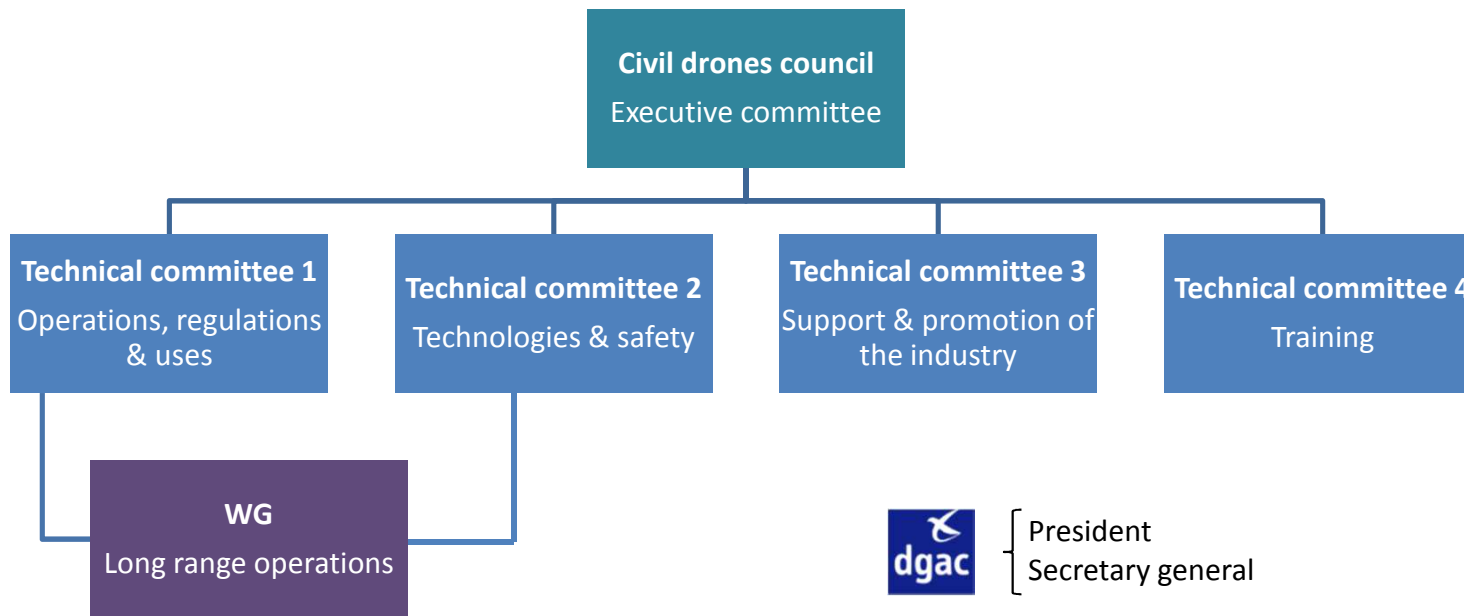 Civil drones council
Executive committee
Technical committee 1
Operations, regulations
& uses
Technical committee 2
Technologies & safety
Technical committee 3
Support & promotion of
the industry
Technical committee 4
Training
WG
Long range operations
dgac
President
Secretary general